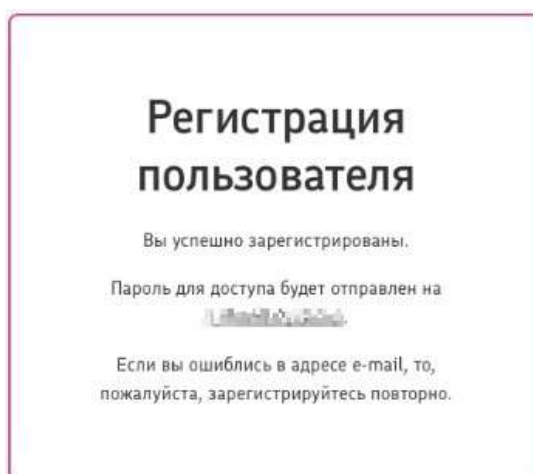 Регистрация
пользователя
Вы успешно зарегистрированы.
Пароль для доступа будет отправлен на
Если вы ошиблись в адресе e-mail, то,
пожалуйста, зарегистрируйтесь повторно.